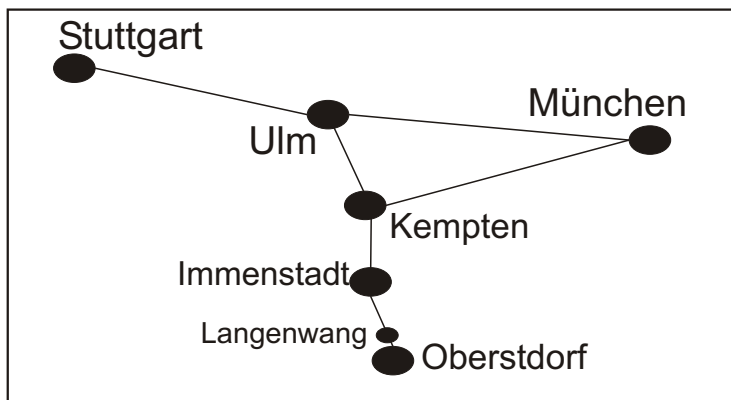 Stuttgart
München
Ulm
Kempten
Immenstadt
Langenwang
Oberstdorf